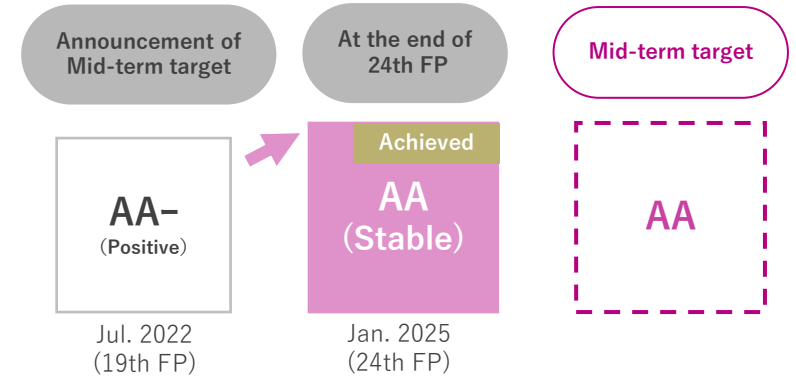 Announcement of
Mid-term target
At the end of
24th FP
Mid-term target
AA−
（Positive）
Achieved
AA
（Stable）
AA
Jul. 2022
(19th FP)
Jan. 2025
(24th FP)